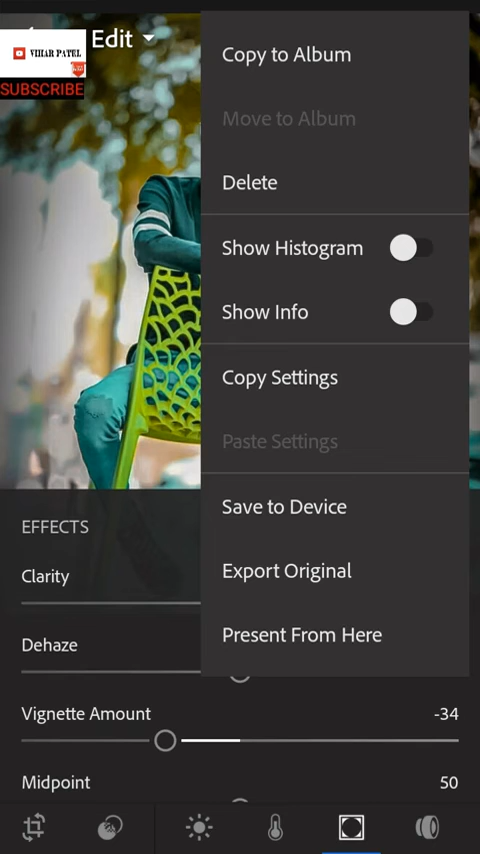 Edit
Copy to Album
VIHAR PATEL
SUBSCRIBE
Move to Album
Delete
Show Histogram
Show Info
Copy Settings
Paste Settings
Save to Device
Export Original
Present From Here
EFFECTS
Clarity
Dehaze
Vignette Amount
-34
Midpoint
50